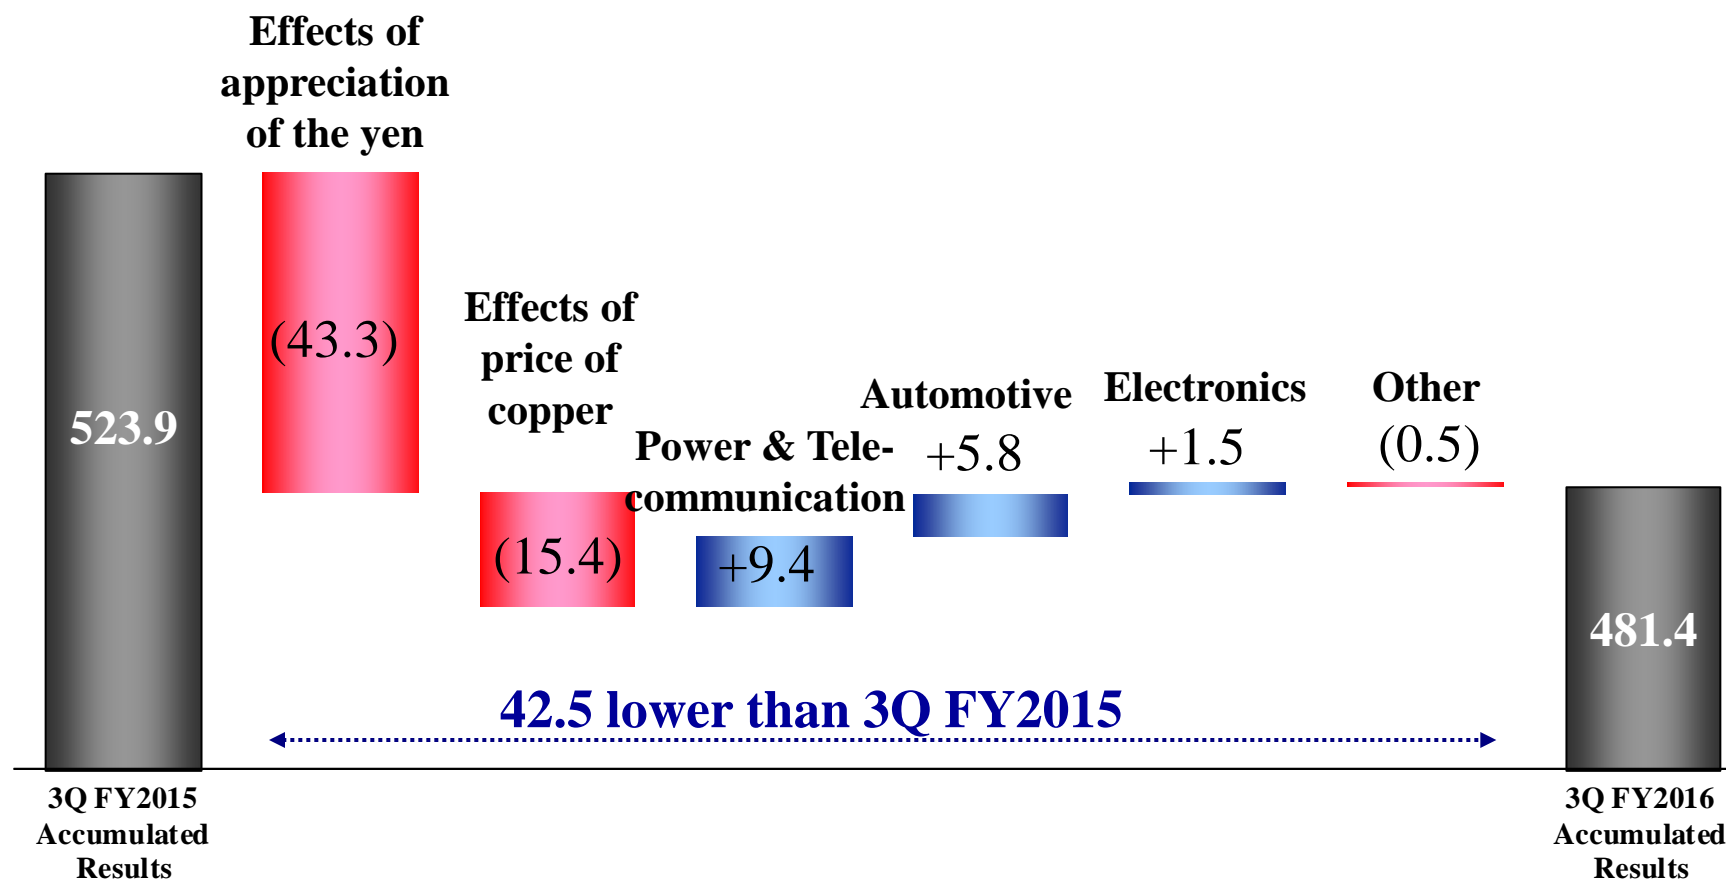 Effects of
appreciation
of the yen
(43.3)
523.9
Effects of
price of
copper
(15.4)
Power & Tele-
communication
+9.4
Automotive
+5.8
Electronics
+1.5
Other
(0.5)
481.4
42.5 lower than 3Q FY2015
3Q FY2015
Accumulated
Results
3Q FY2016
Accumulated
Results